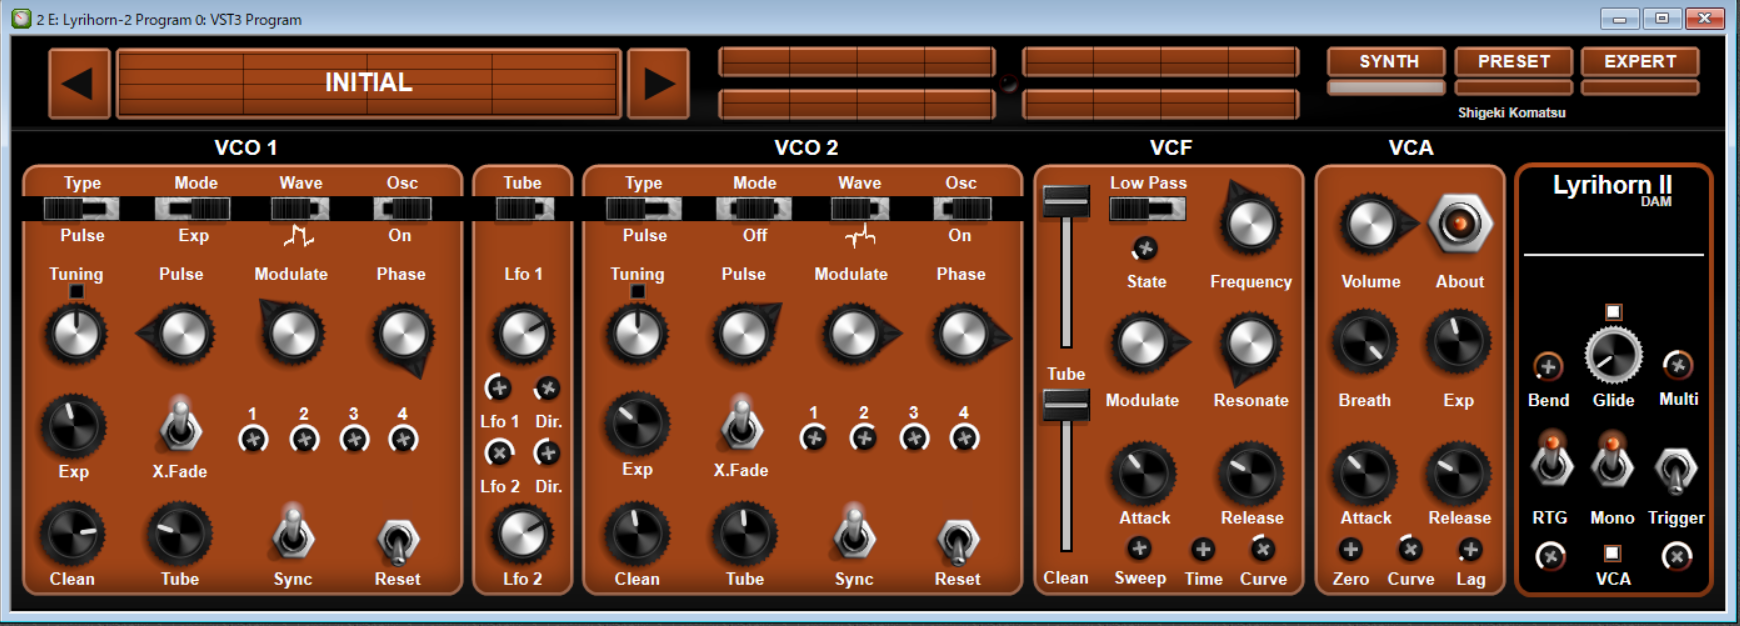 2 E: Lyrihorn-2 Program 0: VST3 Program
INITIAL
SYNTH PRESET EXPERT
Shigeki Komatsu
VCO 1 VCO 2 VCF VCA
Type Mode Wave Osc Tube Type Mode Wave Osc Low Pass
Lyrihorn II
DAM
Pulse Exp On Pulse Off On
Tuning Pulse Modulate Phase Lfo 1 Tuning Pulse Modulate Phase State Frequency Volume About
Tube
Modulate Resonate Breath Exp Bend Glide Multi
1 2 3 4 1 2 3 4
Lfo 1 Dir.
Exp X.Fade Exp X.Fade
Lfo 2 Dir.
Attack Release Attack Release RTG Mono Trigger
Clean Tube Sync Reset Lfo 2 Clean Tube Sync Reset Clean Sweep Time Curve Zero Curve Lag VCA